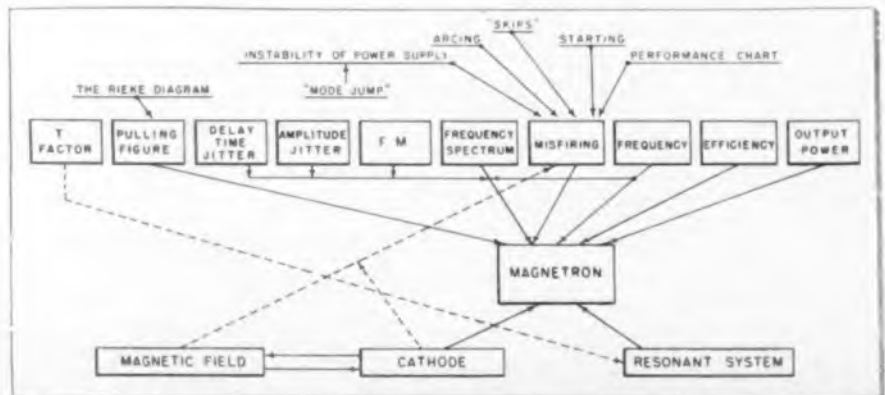 "SKIPS"
ARCING
STARTING
INSTABILITY OF POWER SUPPLY
PERFORMANCE CHART
THE RIEKE DIAGRAM
"MODE JUMP"
T
FACTOR
PULLING
FIGURE
DELAY
TIME
JITTER
AMPLITUDE
JITTER
F M
FREQUENCY
SPECTRUM
MISFIRING
FREQUENCY
EFFICIENCY
OUTPUT
POWER
MAGNETRON
MAGNETIC FIELD
CATHODE
RESONANT SYSTEM